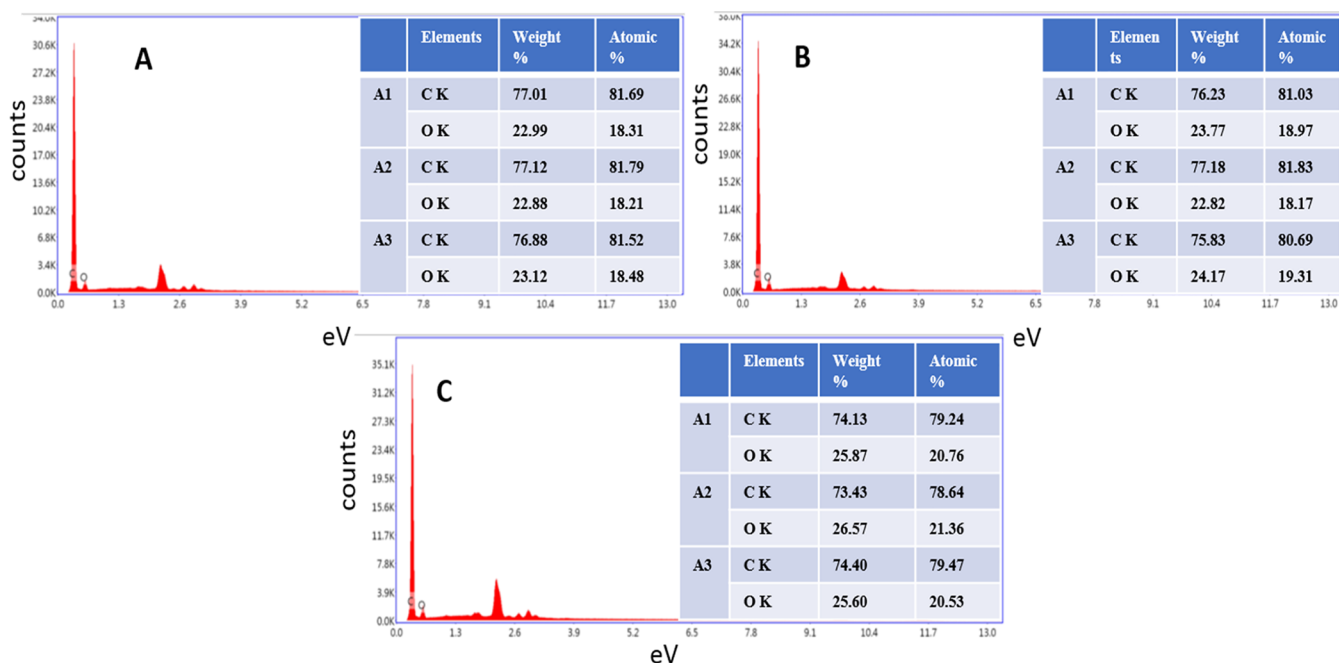 A
counts
34.0K
30.6K
27.2K
23.8K
20.4K
17.0K
13.6K
10.2K
6.8K
3.4K
0.0K
C O
0.0 1.3 2.6 3.9 5.2 6.5 7.8 9.1 10.4 11.7 13.0
eV
Elements Weight % Atomic %
A1 C K 77.01 81.69
O K 22.99 18.31
A2 C K 77.12 81.79
O K 22.88 18.21
A3 C K 76.88 81.52
O K 23.12 18.48
B
counts
38.0K
34.2K
30.4K
26.6K
22.8K
19.0K
15.2K
11.4K
7.6K
3.8K
0.0K
C O
0.0 1.3 2.6 3.9 5.2 6.5 7.8 9.1 10.4 11.7 13.0
eV
Elemen
ts Weight % Atomic %
A1 C K 76.23 81.03
O K 23.77 18.97
A2 C K 77.18 81.83
O K 22.82 18.17
A3 C K 75.83 80.69
O K 24.17 19.31
C
counts
35.1K
31.2K
27.3K
23.4K
19.5K
15.6K
11.7K
7.8K
3.9K
0.0K
C O
0.0 1.3 2.6 3.9 5.2 6.5 7.8 9.1 10.4 11.7 13.0
eV
Elements Weight % Atomic %
A1 C K 74.13 79.24
O K 25.87 20.76
A2 C K 73.43 78.64
O K 26.57 21.36
A3 C K 74.40 79.47
O K 25.60 20.53